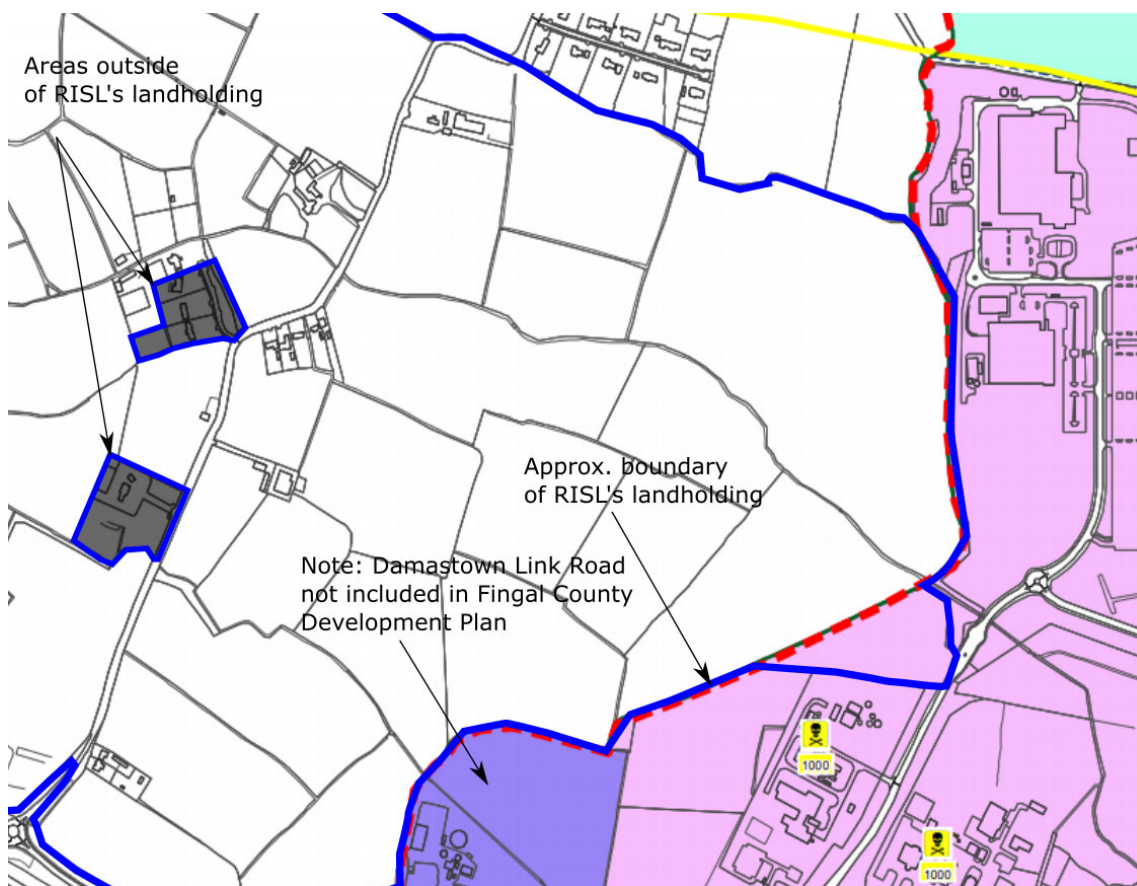 Areas outside
of RISL's landholding
Approx. boundary
of RISL's landholding
Note: Damastown Link Road
not included in Fingal County
Development Plan
1000
1000